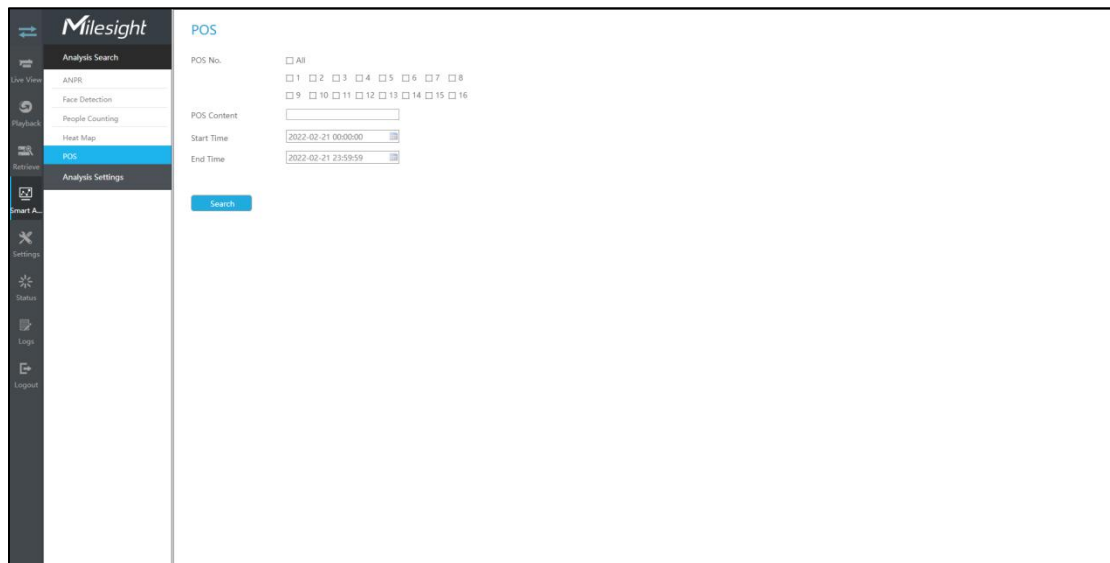 Milesight
Live View
Playback
Retrieve
Smart A...
Settings
Status
Logs
Logout
Analysis Search
ANPR
Face Detection
People Counting
Heat Map
POS
Analysis Settings
POS
POS No.
All
1 2 3 4 5 6 7 8
9 10 11 12 13 14 15 16
POS Content
Start Time 2022-02-21 00:00:00
End Time 2022-02-21 23:59:59
Search